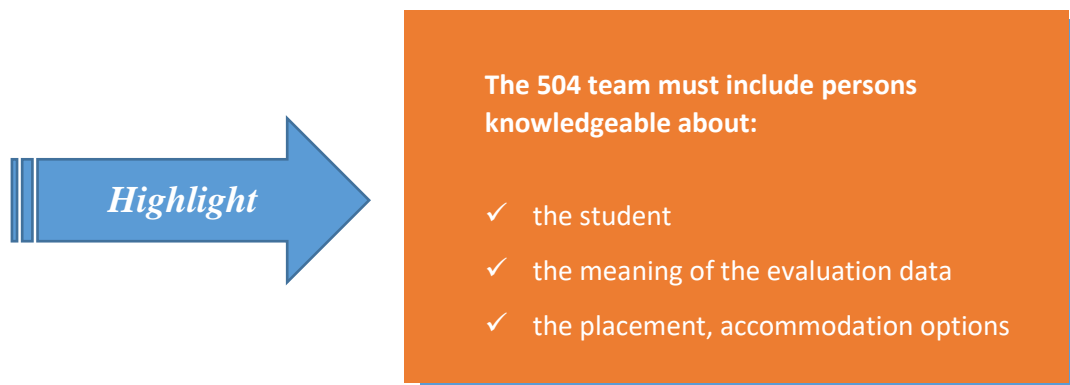 Highlight
The 504 team must include persons
knowledgeable about:
✓ the student
✓ the meaning of the evaluation data
✓ the placement, accommodation options